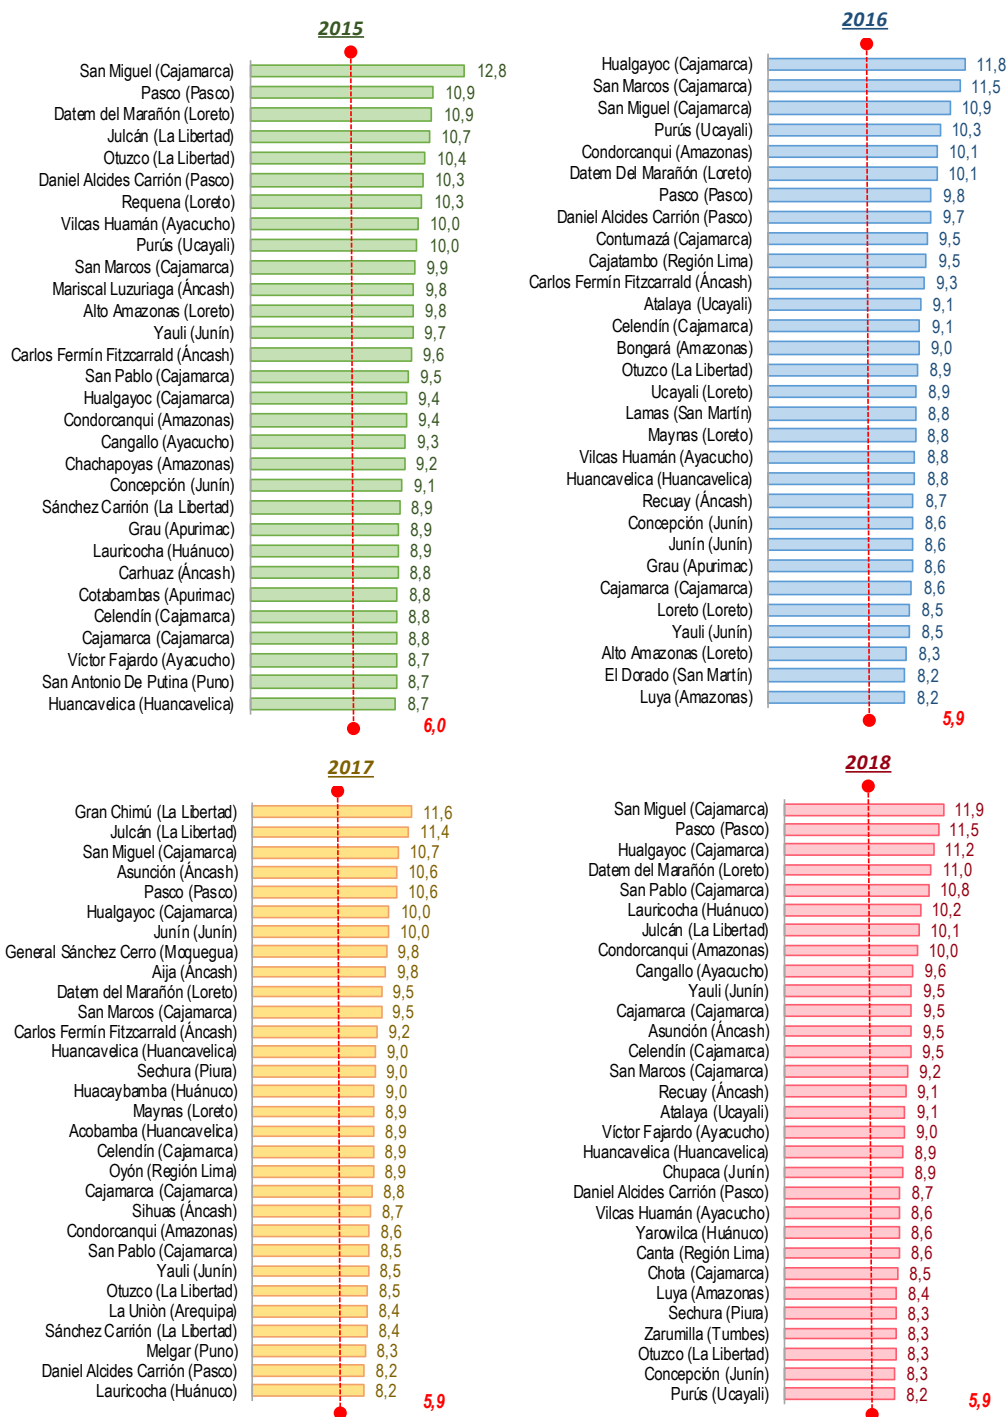 2015
San Miguel (Cajamarca) 12,8
Pasco (Pasco) 10,9
Datem del Marañón (Loreto) 10,9
Julcán (La Libertad) 10,7
Otuzco (La Libertad) 10,4
Daniel Alcides Carrión (Pasco) 10,3
Requena (Loreto) 10,3
Vilcas Huamán (Ayacucho) 10,0
Purús (Ucayali) 10,0
San Marcos (Cajamarca) 9,9
Mariscal Luzuriaga (Áncash) 9,8
Alto Amazonas (Loreto) 9,8
Yauli (Junín) 9,7
Carlos Fermín Fitzcarrald (Áncash) 9,6
San Pablo (Cajamarca) 9,5
Hualgayoc (Cajamarca) 9,4
Condorcanqui (Amazonas) 9,4
Cangallo (Ayacucho) 9,3
Chachapoyas (Amazonas) 9,2
Concepción (Junín) 9,1
Sánchez Carrión (La Libertad) 8,9
Grau (Apurimac) 8,9
Lauricocha (Huánuco) 8,9
Carhuaz (Áncash) 8,8
Cotabambas (Apurimac) 8,8
Celendín (Cajamarca) 8,8
Cajamarca (Cajamarca) 8,8
Víctor Fajardo (Ayacucho) 8,7
San Antonio De Putina (Puno) 8,7
Huancavelica (Huancavelica) 8,7
6,0
2016
Hualgayoc (Cajamarca) 11,8
San Marcos (Cajamarca) 11,5
San Miguel (Cajamarca) 10,9
Purús (Ucayali) 10,3
Condorcanqui (Amazonas) 10,1
Datem Del Marañón (Loreto) 10,1
Pasco (Pasco) 9,8
Daniel Alcides Carrión (Pasco) 9,7
Contumazá (Cajamarca) 9,5
Cajatambo (Región Lima) 9,5
Carlos Fermín Fitzcarrald (Áncash) 9,3
Atalaya (Ucayali) 9,1
Celendín (Cajamarca) 9,1
Bongará (Amazonas) 9,0
Otuzco (La Libertad) 8,9
Ucayali (Loreto) 8,9
Lamas (San Martín) 8,8
Maynas (Loreto) 8,8
Vilcas Huamán (Ayacucho) 8,8
Huancavelica (Huancavelica) 8,8
Recuay (Áncash) 8,7
Concepción (Junín) 8,6
Junín (Junín) 8,6
Grau (Apurimac) 8,6
Cajamarca (Cajamarca) 8,6
Loreto (Loreto) 8,5
Yauli (Junín) 8,5
Alto Amazonas (Loreto) 8,3
El Dorado (San Martín) 8,2
Luya (Amazonas) 8,2
5,9
2017
Gran Chimú (La Libertad) 11,6
Julcán (La Libertad) 11,4
San Miguel (Cajamarca) 10,7
Asunción (Áncash) 10,6
Pasco (Pasco) 10,6
Hualgayoc (Cajamarca) 10,0
Junín (Junín) 10,0
General Sánchez Cerro (Moquegua) 9,8
Aija (Áncash) 9,8
Datem del Marañón (Loreto) 9,5
San Marcos (Cajamarca) 9,5
Carlos Fermín Fitzcarrald (Áncash) 9,2
Huancavelica (Huancavelica) 9,0
Sechura (Piura) 9,0
Huacaybamba (Huánuco) 9,0
Maynas (Loreto) 8,9
Acobamba (Huancavelica) 8,9
Celendín (Cajamarca) 8,9
Oyón (Región Lima) 8,9
Cajamarca (Cajamarca) 8,8
Sihuas (Áncash) 8,7
Condorcanqui (Amazonas) 8,6
San Pablo (Cajamarca) 8,5
Yauli (Junín) 8,5
Otuzco (La Libertad) 8,5
La Uniòn (Arequipa) 8,4
Sánchez Carrión (La Libertad) 8,4
Melgar (Puno) 8,3
Daniel Alcides Carrión (Pasco) 8,2
Lauricocha (Huánuco) 8,2
5,9
2018
San Miguel (Cajamarca) 11,9
Pasco (Pasco) 11,5
Hualgayoc (Cajamarca) 11,2
Datem del Marañón (Loreto) 11,0
San Pablo (Cajamarca) 10,8
Lauricocha (Huánuco) 10,2
Julcán (La Libertad) 10,1
Condorcanqui (Amazonas) 10,0
Cangallo (Ayacucho) 9,6
Yauli (Junín) 9,5
Cajamarca (Cajamarca) 9,5
Asunción (Áncash) 9,5
Celendín (Cajamarca) 9,5
San Marcos (Cajamarca) 9,2
Recuay (Áncash) 9,1
Atalaya (Ucayali) 9,1
Víctor Fajardo (Ayacucho) 9,0
Huancavelica (Huancavelica) 8,9
Chupaca (Junín) 8,9
Daniel Alcides Carrión (Pasco) 8,7
Vilcas Huamán (Ayacucho) 8,6
Yarowilca (Huánuco) 8,6
Canta (Región Lima) 8,6
Chota (Cajamarca) 8,5
Luya (Amazonas) 8,4
Sechura (Piura) 8,3
Zarumilla (Tumbes) 8,3
Otuzco (La Libertad) 8,3
Concepción (Junín) 8,3
Purús (Ucayali) 8,2
5,9